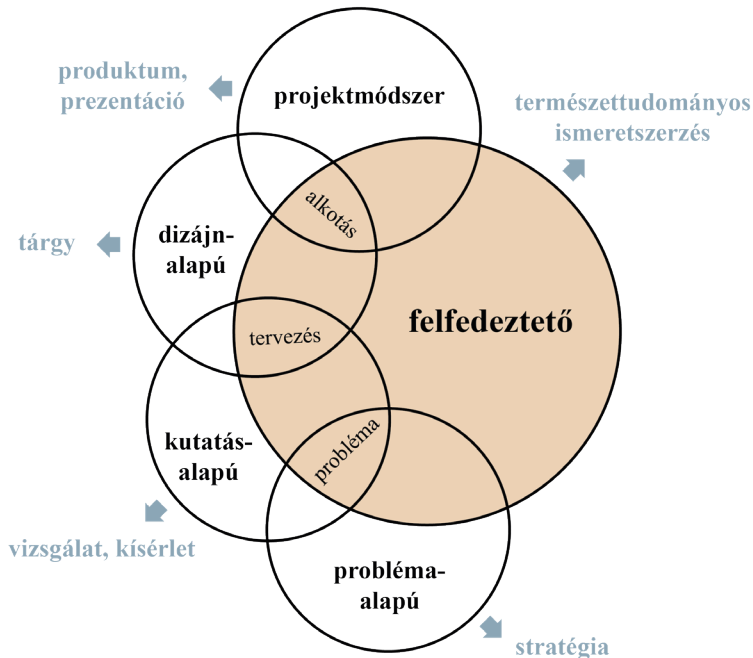 produktum,
prezentáció
projektmódszer
természettudományos
ismeretszerzés
alkotás
tárgy
dizájn-
alapú
felfedeztető
tervezés
kutatás-
alapú
probléma
vizsgálat, kísérlet
probléma-
alapú
stratégia